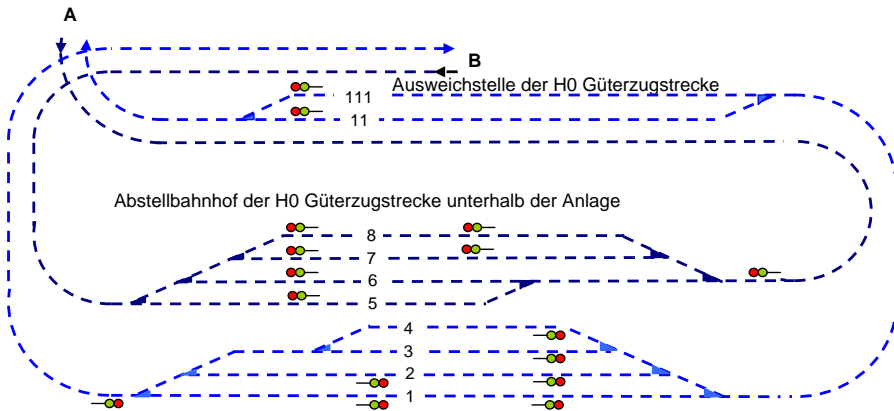 A
B
Ausweichstelle der H0 Güterzugstrecke
111
11
Abstellbahnhof der H0 Güterzugstrecke unterhalb der Anlage
8
7
6
5
4
3
2
1